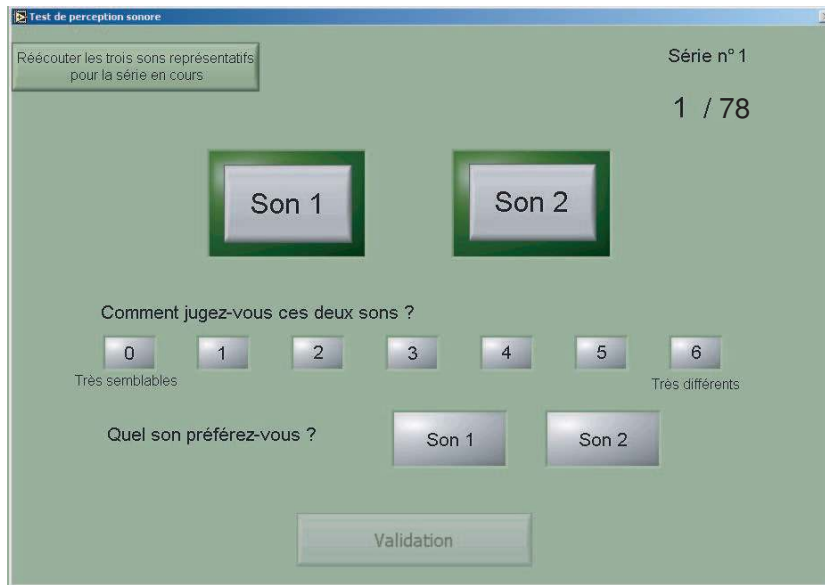 Test de perception sonore
Réécouter les trois sons représentatifs
pour la série en cours
Série n° 1
1 / 78
Son 1
Son 2
Comment jugez-vous ces deux sons ?
0 1 2 3 4 5 6
Très semblables
Très différents
Quel son préférez-vous ?
Son 1
Son 2
Validation